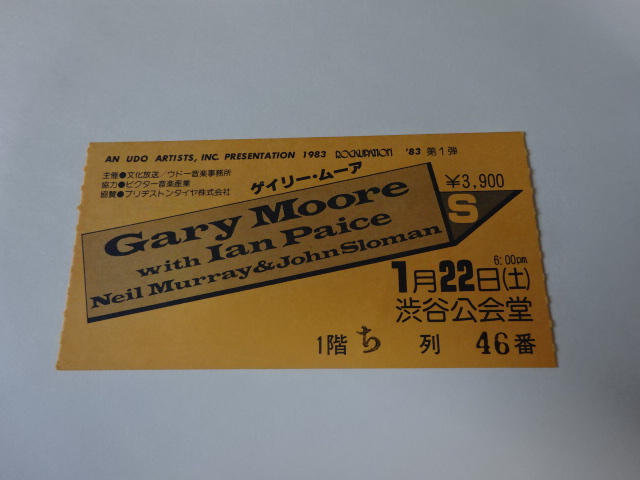 AN UDO ARTISTS, INC. PRESENTATION 1983 ROCKUPATION '83 第1弾
主催●文化放送/ウドー音楽事務所
協力●ビクター音楽産業
協賛●ブリヂストンタイヤ株式会社
ゲイリー・ムーア
¥3,900
Gary Moore
with Ian Paice
Neil Murray&John Sloman
S
6:00pm
1月22日(土)
渋谷公会堂
1階 ち 列 46番